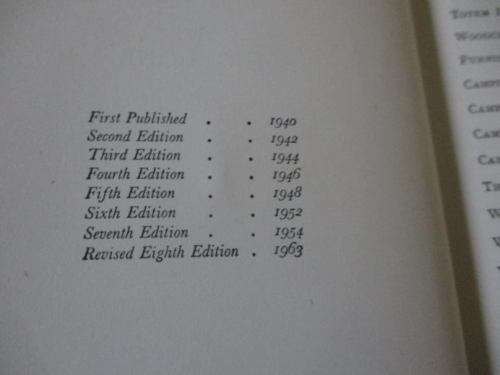 First Published . . 1940
Second Edition . . 1942
Third Edition . . 1944
Fourth Edition . . 1946
Fifth Edition . . 1948
Sixth Edition . . 1952
Seventh Edition . . 1954
Revised Eighth Edition . 1963
Totem